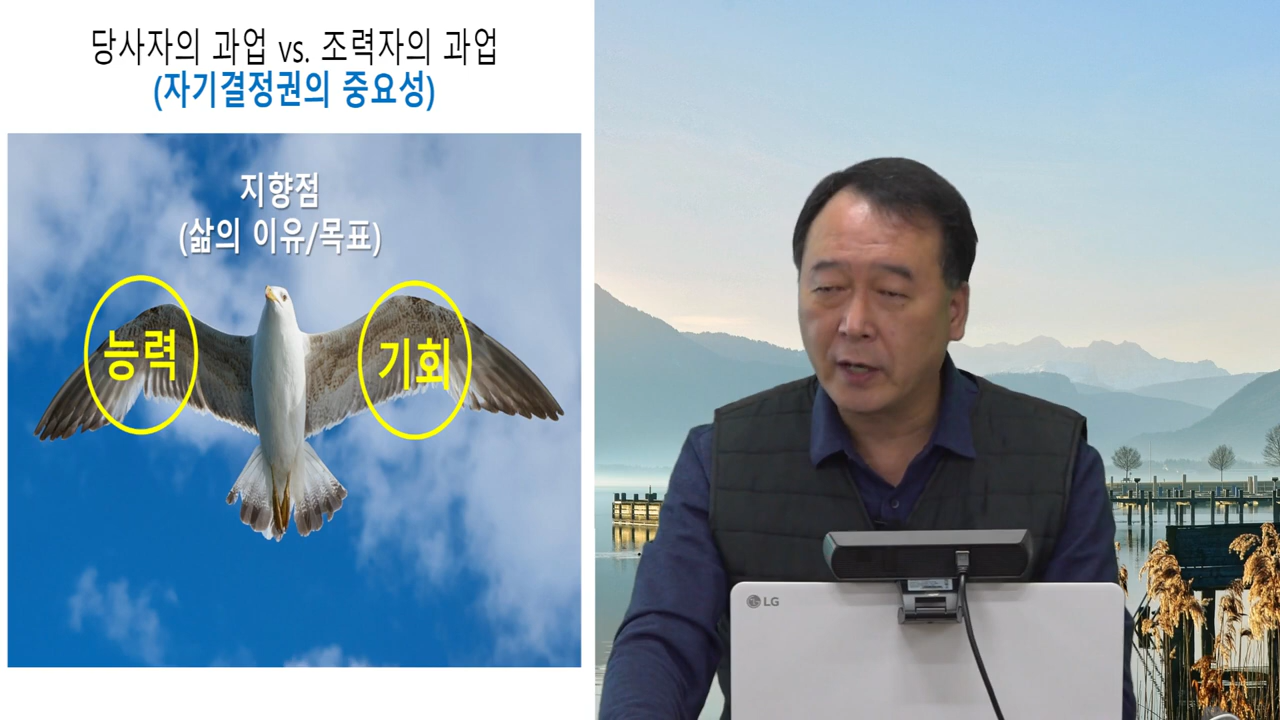 당사자의 과업 vs. 조력자의 과업
(자기결정권의 중요성)
지향점
(삶의 이유/목표)
능력
기회
LG